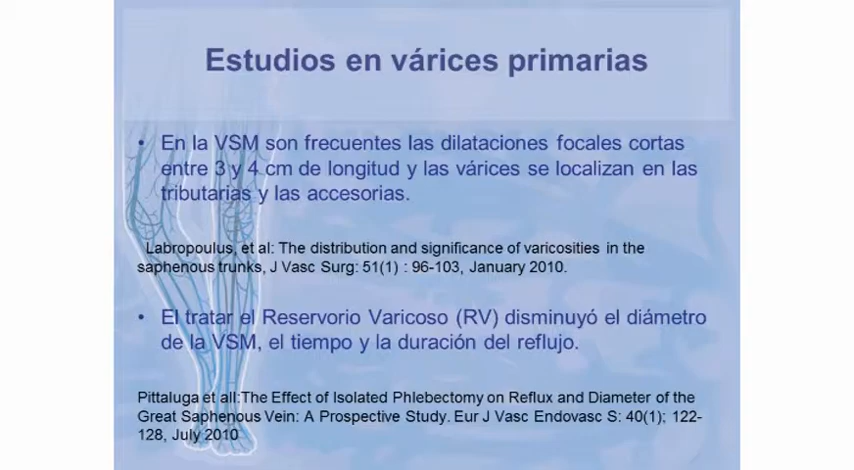 Estudios en várices primarias
• En la VSM son frecuentes las dilataciones focales cortas
entre 3 y 4 cm de longitud y las várices se localizan en las
tributarias y las accesorias.
Labropoulus, et al: The distribution and significance of varicosities in the
saphenous trunks, J Vasc Surg: 51(1) : 96-103, January 2010.
• El tratar el Reservorio Varicoso (RV) disminuyó el diámetro
de la VSM, el tiempo y la duración del reflujo.
Pittaluga et all:The Effect of Isolated Phlebectomy on Reflux and Diameter of the
Great Saphenous Vein: A Prospective Study. Eur J Vasc Endovasc S: 40(1); 122-
128, July 2010